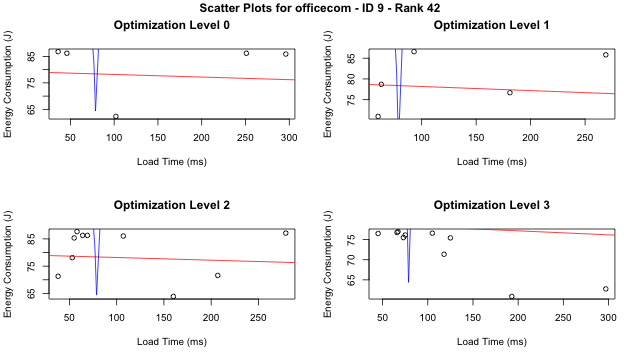 Scatter Plots for officecom - ID 9 - Rank 42
Optimization Level 0
Energy Consumption (J)
85
75
65
50 100 150 200 250 300
Load Time (ms)
Optimization Level 1
Energy Consumption (J)
85
80
75
100 150 200 250
Load Time (ms)
Optimization Level 2
Energy Consumption (J)
85
75
65
50 100 150 200 250
Load Time (ms)
Optimization Level 3
Energy Consumption (J)
75
70
65
50 100 150 200 250 300
Load Time (ms)